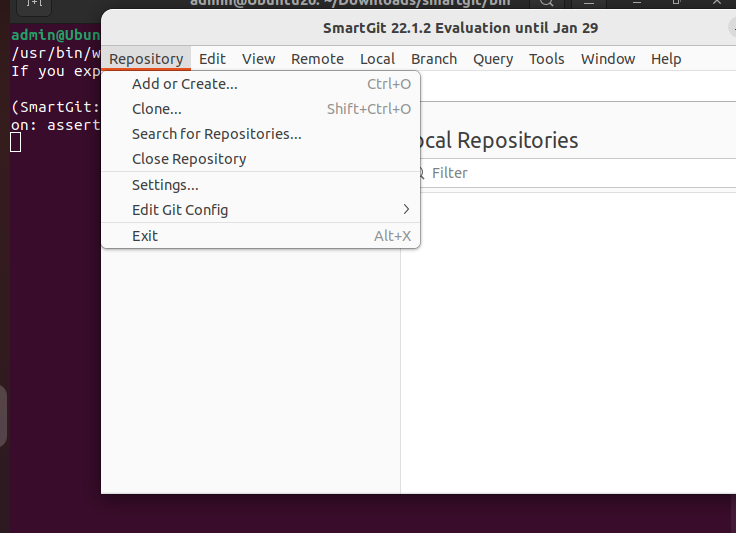 admin@Ubuntu20: ~/Downloads/smartgit/bin
admin@Ubun
/usr/bin/w
If you exp
(SmartGit:
on: assert
SmartGit 22.1.2 Evaluation until Jan 29
Repository Edit View Remote Local Branch Query Tools Window Help
Add or Create... Ctrl+O
Clone... Shift+Ctrl+O
Search for Repositories...
Close Repository
Settings...
Edit Git Config
Exit Alt+X
ocal Repositories
Filter